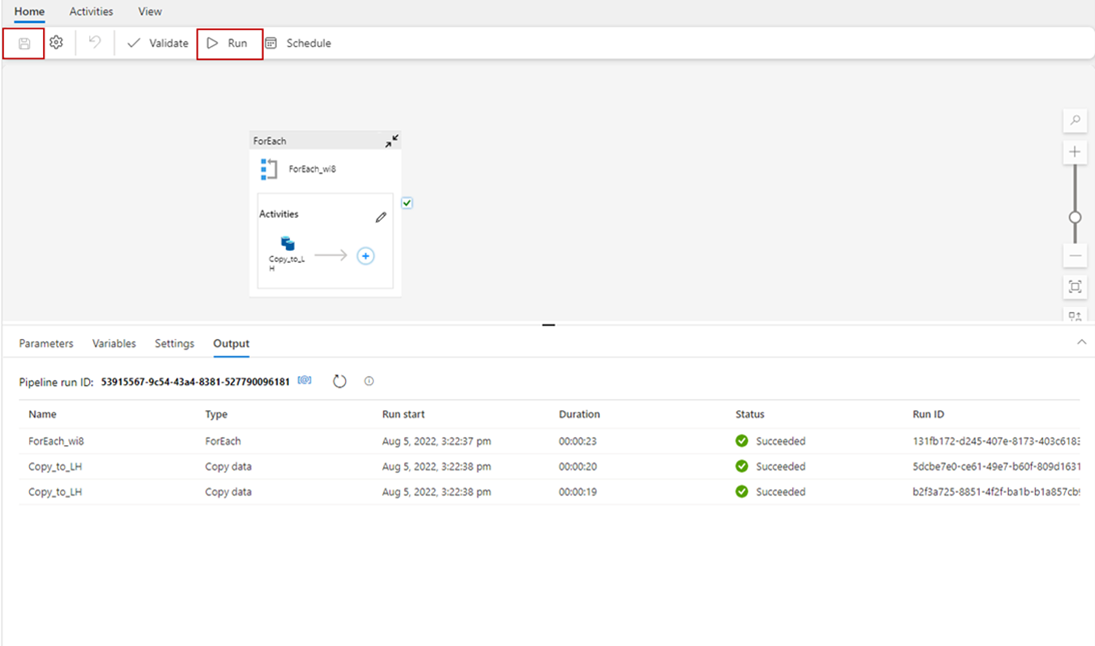 Home Activities View
Validate Run Schedule
ForEach
ForEach_wi8
Activities
Copy_to_L
H
Parameters Variables Settings Output
Pipeline run ID: 53915567-9c54-43a4-8381-527790096181
Name Type Run start Duration Status Run ID
ForEach_wi8 ForEach Aug 5, 2022, 3:22:37 pm 00:00:23 Succeeded 131fb172-d245-407e-8173-403c6183
Copy_to_LH Copy data Aug 5, 2022, 3:22:38 pm 00:00:20 Succeeded 5dcbe7e0-ce61-49e7-b60f-809d1631
Copy_to_LH Copy data Aug 5, 2022, 3:22:38 pm 00:00:19 Succeeded b2f3a725-8851-4f2f-ba1b-b1a857cb9